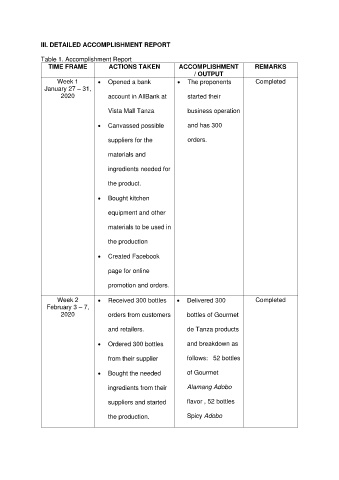 III. DETAILED ACCOMPLISHMENT REPORT
Table 1. Accomplishment Report
TIME FRAME
ACTIONS TAKEN
ACCOMPLISHMENT
/ OUTPUT
REMARKS
Week 1
January 27 – 31,
2020
• Opened a bank
account in AllBank at
Vista Mall Tanza
• Canvassed possible
suppliers for the
materials and
ingredients needed for
the product.
• Bought kitchen
equipment and other
materials to be used in
the production
• Created Facebook
page for online
promotion and orders.
• The proponents
started their
business operation
and has 300
orders.
Completed
Week 2
February 3 – 7,
2020
• Received 300 bottles
orders from customers
and retailers.
• Ordered 300 bottles
from their supplier
• Bought the needed
ingredients from their
suppliers and started
the production.
• Delivered 300
bottles of Gourmet
de Tanza products
and breakdown as
follows: 52 bottles
of Gourmet
Alamang Adobo
flavor , 52 bottles
Spicy Adobo
Completed